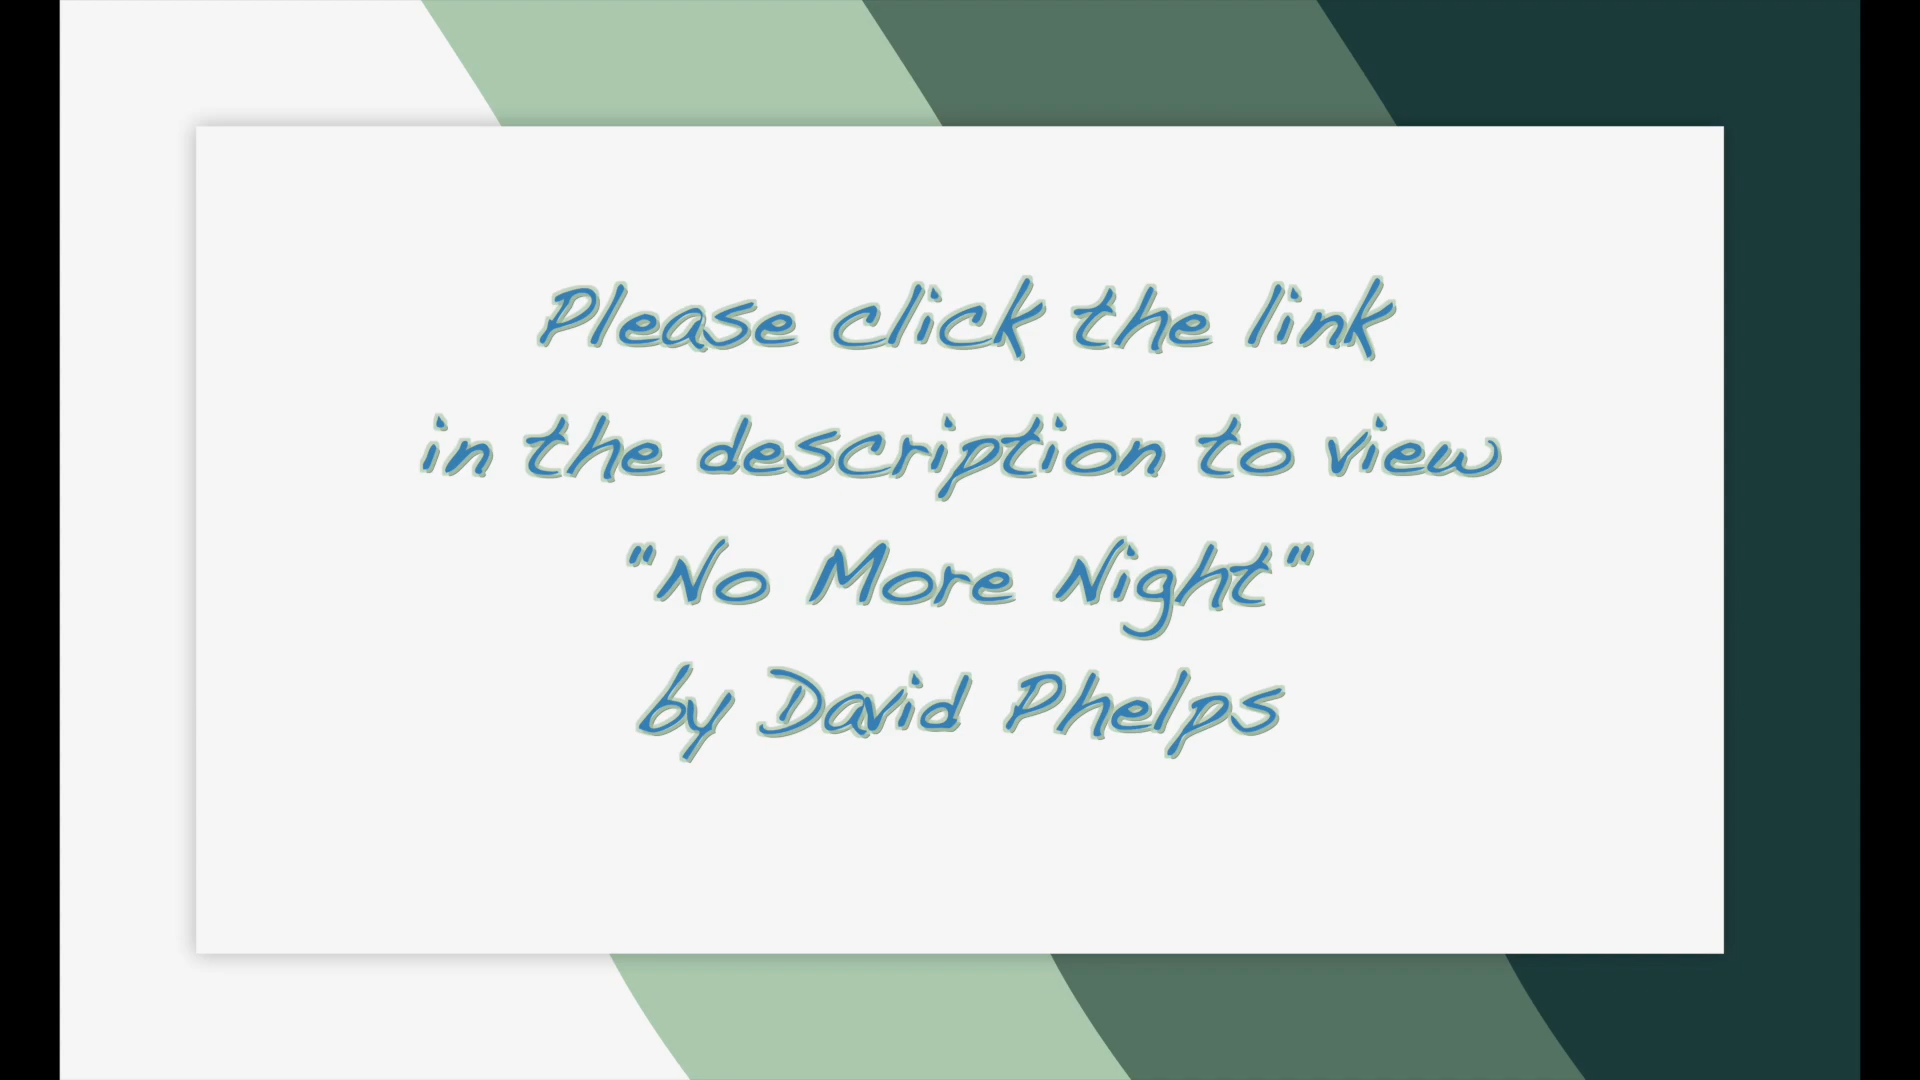 Please click the link
in the description to view
"No More Night"
by David Phelps